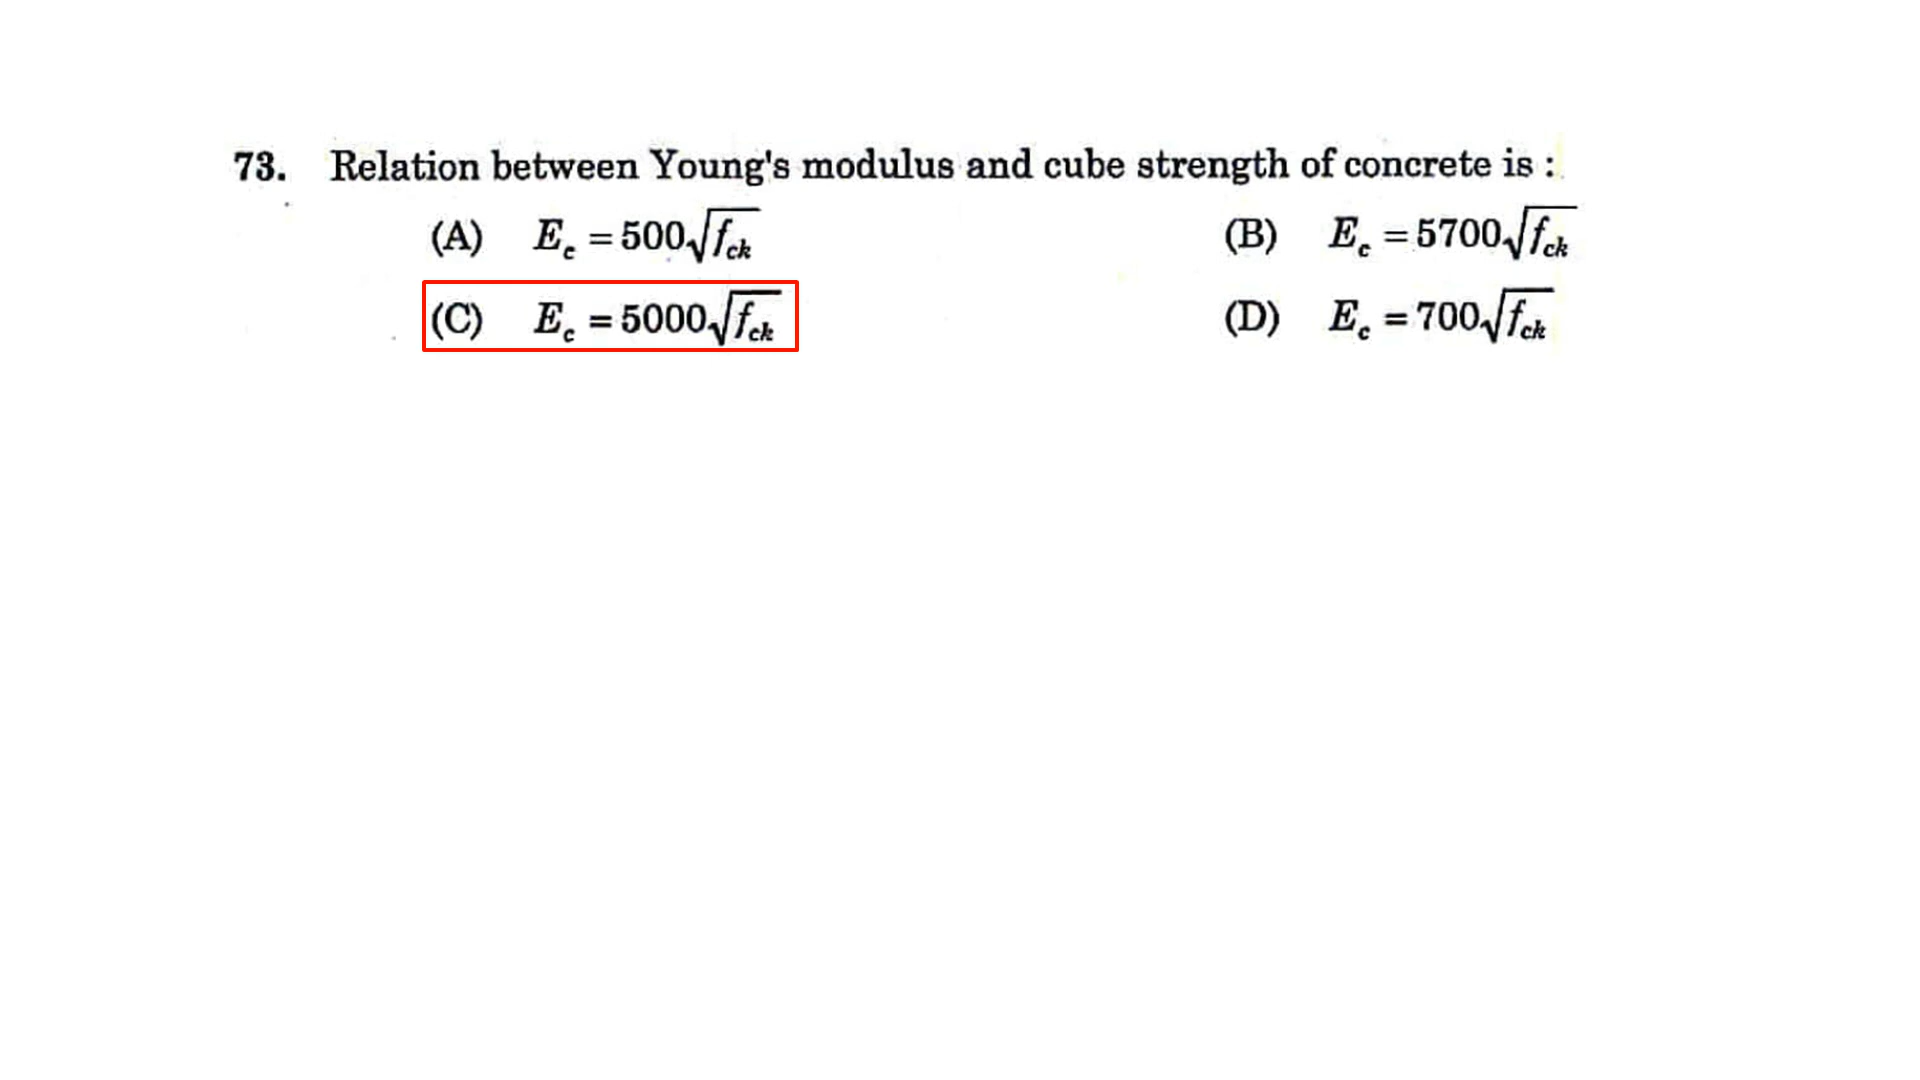 73. Relation between Young's modulus and cube strength of concrete is :
(A) E_c = 500√f_ck (B) E_c = 5700√f_ck
(C) E_c = 5000√f_ck (D) E_c = 700√f_ck